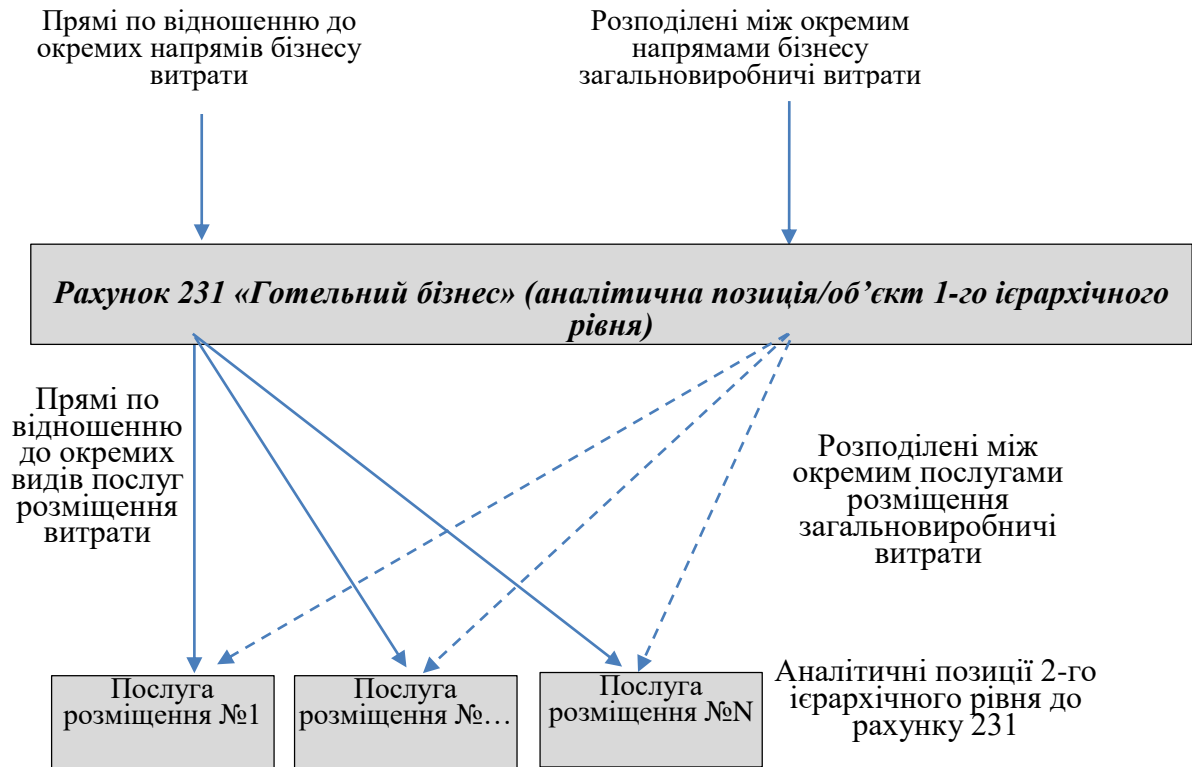 Прямі по відношенню до
окремих напрямів бізнесу
витрати
Розподілені між окремим
напрямами бізнесу
загальновиробничі витрати
Рахунок 231 «Готельний бізнес» (аналітична позиція/об’єкт 1-го ієрархічного
рівня)
Прямі по
відношенню
до окремих
видів послуг
розміщення
витрати
Розподілені між
окремим послугами
розміщення
загальновиробничі
витрати
Послуга
розміщення №1
Послуга
розміщення №…
Послуга
розміщення №N
Аналітичні позиції 2-го
ієрархічного рівня до
рахунку 231